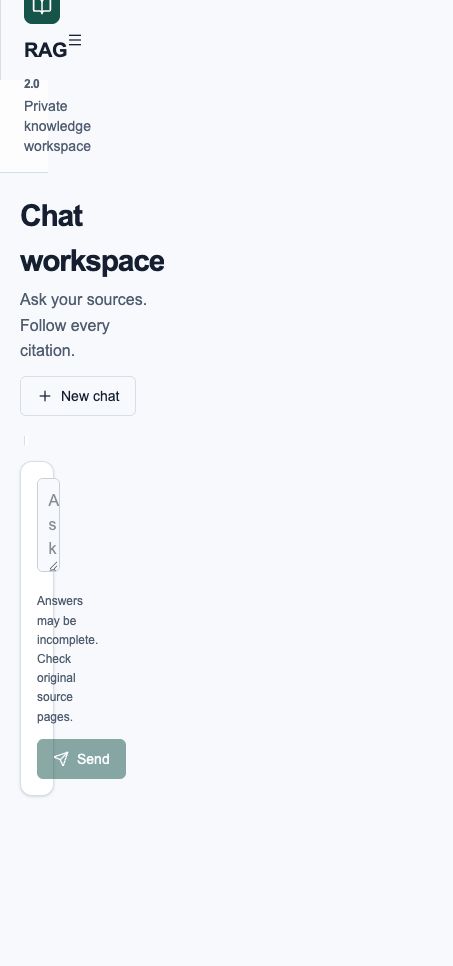 RAG
2.0
Private
knowledge
workspace
Chat
workspace
Ask your sources.
Follow every
citation.
New chat
A
s
k
Answers
may be
incomplete.
Check
original
source
pages.
Send